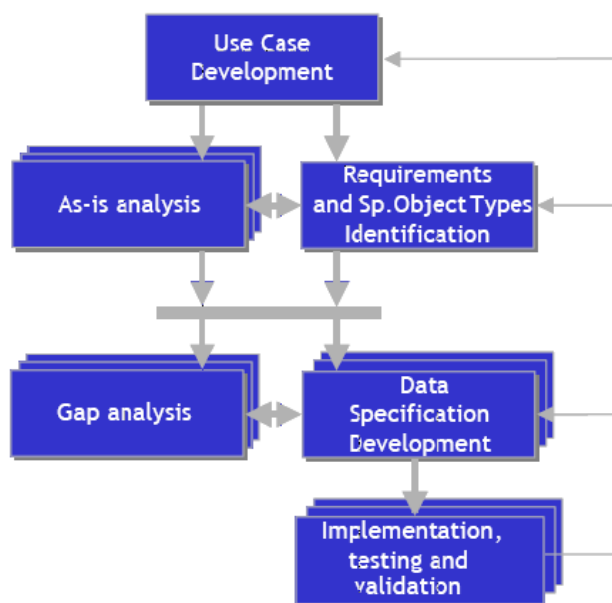 Use Case
Development
As-is analysis
Requirements
and Sp.Object Types
Identification
Gap analysis
Data
Specification
Development
Implementation,
testing and
validation